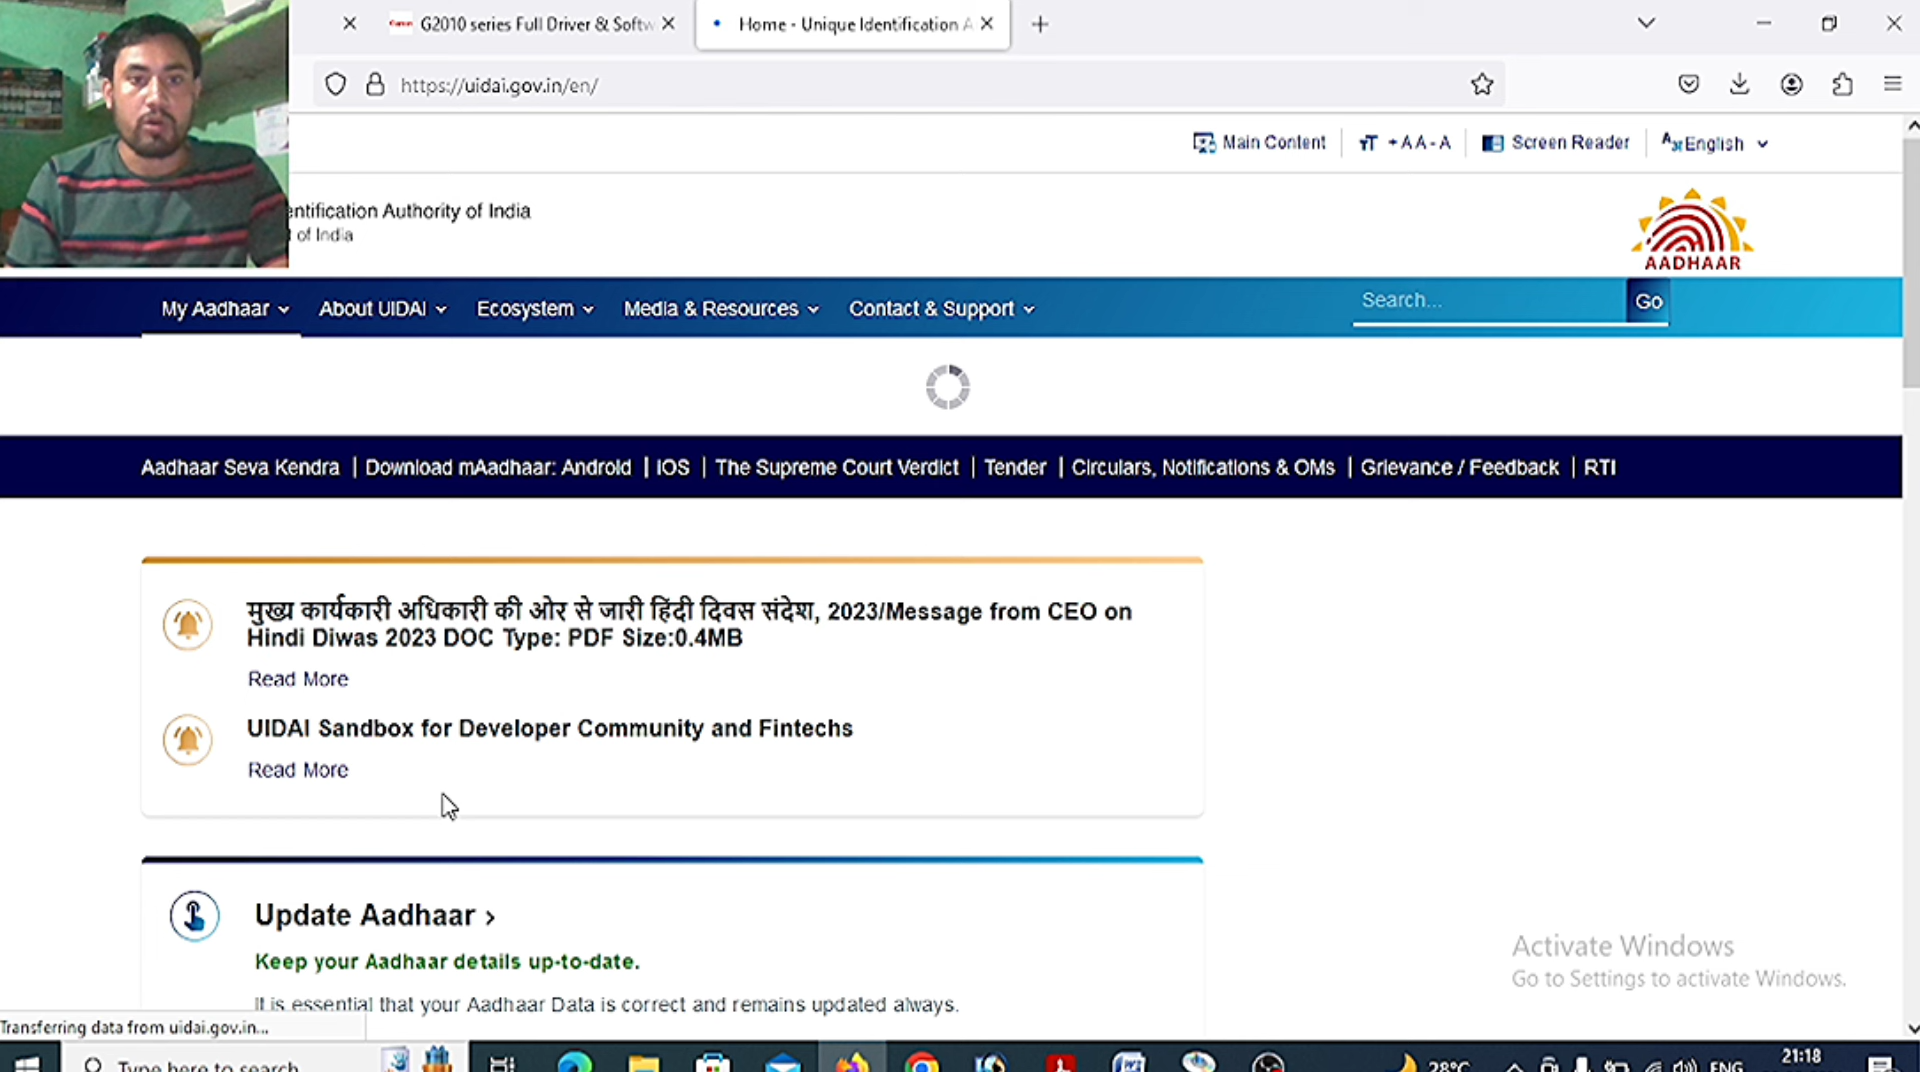 G2010 series Full Driver & Softw
Home - Unique Identification A
https://uidai.gov.in/en/
Main Content
+AA-A
Screen Reader
English
entification Authority of India
of India
AADHAAR
My Aadhaar
About UIDAI
Ecosystem
Media & Resources
Contact & Support
Search...
Go
Aadhaar Seva Kendra | Download mAadhaar: Android | iOS | The Supreme Court Verdict | Tender | Circulars, Notifications & OMs | Grievance / Feedback | RTI
मुख्य कार्यकारी अधिकारी की ओर से जारी हिंदी दिवस संदेश, 2023/Message from CEO on
Hindi Diwas 2023 DOC Type: PDF Size:0.4MB
Read More
UIDAI Sandbox for Developer Community and Fintechs
Read More
Update Aadhaar >
Keep your Aadhaar details up-to-date.
It is essential that your Aadhaar Data is correct and remains updated always.
Activate Windows
Go to Settings to activate Windows.
Transferring data from uidai.gov.in...
Type here to search
28°C
ENG
21:18